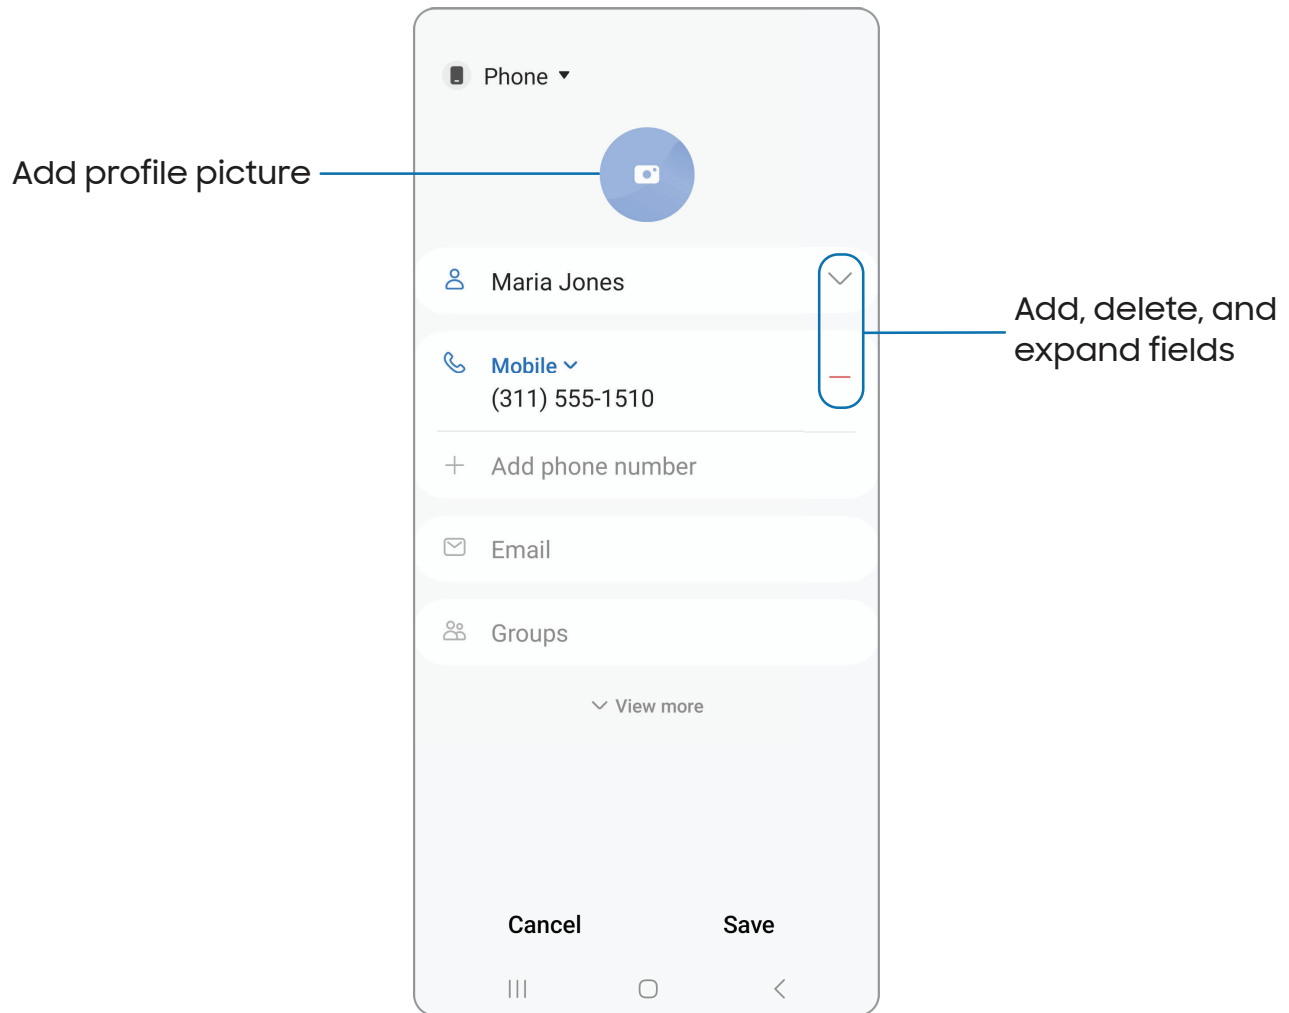 Phone
Add profile picture
Maria Jones
Add, delete, and
expand fields
Mobile
(311) 555-1510
Add phone number
Email
Groups
View more
Cancel
Save